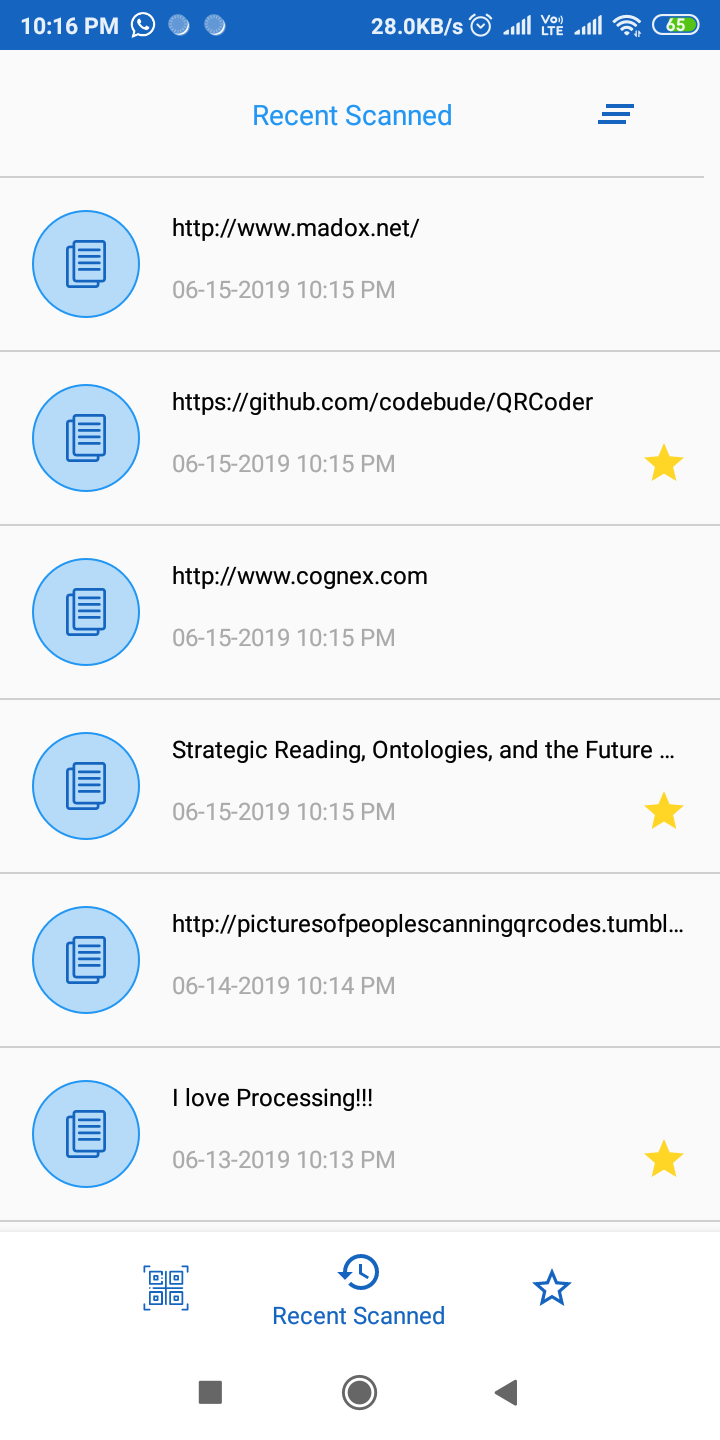 10:16 PM 28.0KB/s Vo)) LTE 65
Recent Scanned
http://www.madox.net/
06-15-2019 10:15 PM
https://github.com/codebude/QRCoder
06-15-2019 10:15 PM
http://www.cognex.com
06-15-2019 10:15 PM
Strategic Reading, Ontologies, and the Future ...
06-15-2019 10:15 PM
http://picturesofpeoplescanningqrcodes.tumbl...
06-14-2019 10:14 PM
I love Processing!!!
06-13-2019 10:13 PM
Recent Scanned